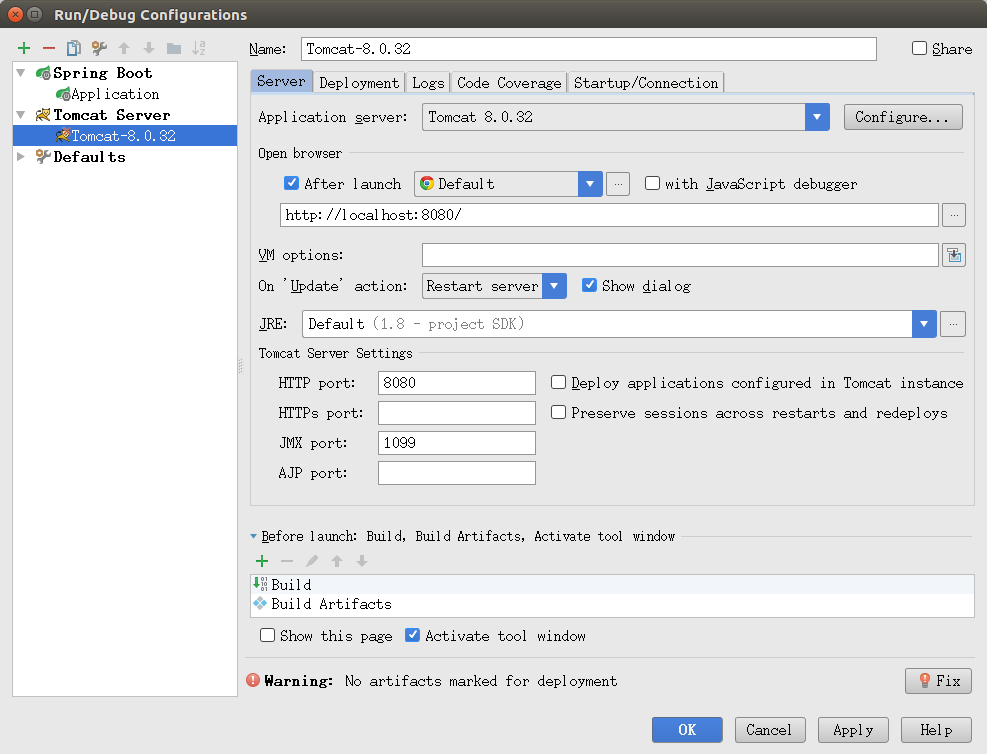 Run/Debug Configurations
Name: Tomcat-8.0.32 Share
Spring Boot
Application
Tomcat Server
Tomcat-8.0.32
Defaults
Server Deployment Logs Code Coverage Startup/Connection
Application server: Tomcat 8.0.32 Configure...
Open browser
After launch Default ... with JavaScript debugger
http://localhost:8080/ ...
VM options:
On 'Update' action: Restart server Show dialog
JRE: Default (1.8 - project SDK) ...
Tomcat Server Settings
HTTP port: 8080 Deploy applications configured in Tomcat instance
HTTPs port: Preserve sessions across restarts and redeploys
JMX port: 1099
AJP port:
Before launch: Build, Build Artifacts, Activate tool window
Build
Build Artifacts
Show this page Activate tool window
Warning: No artifacts marked for deployment Fix
OK Cancel Apply Help